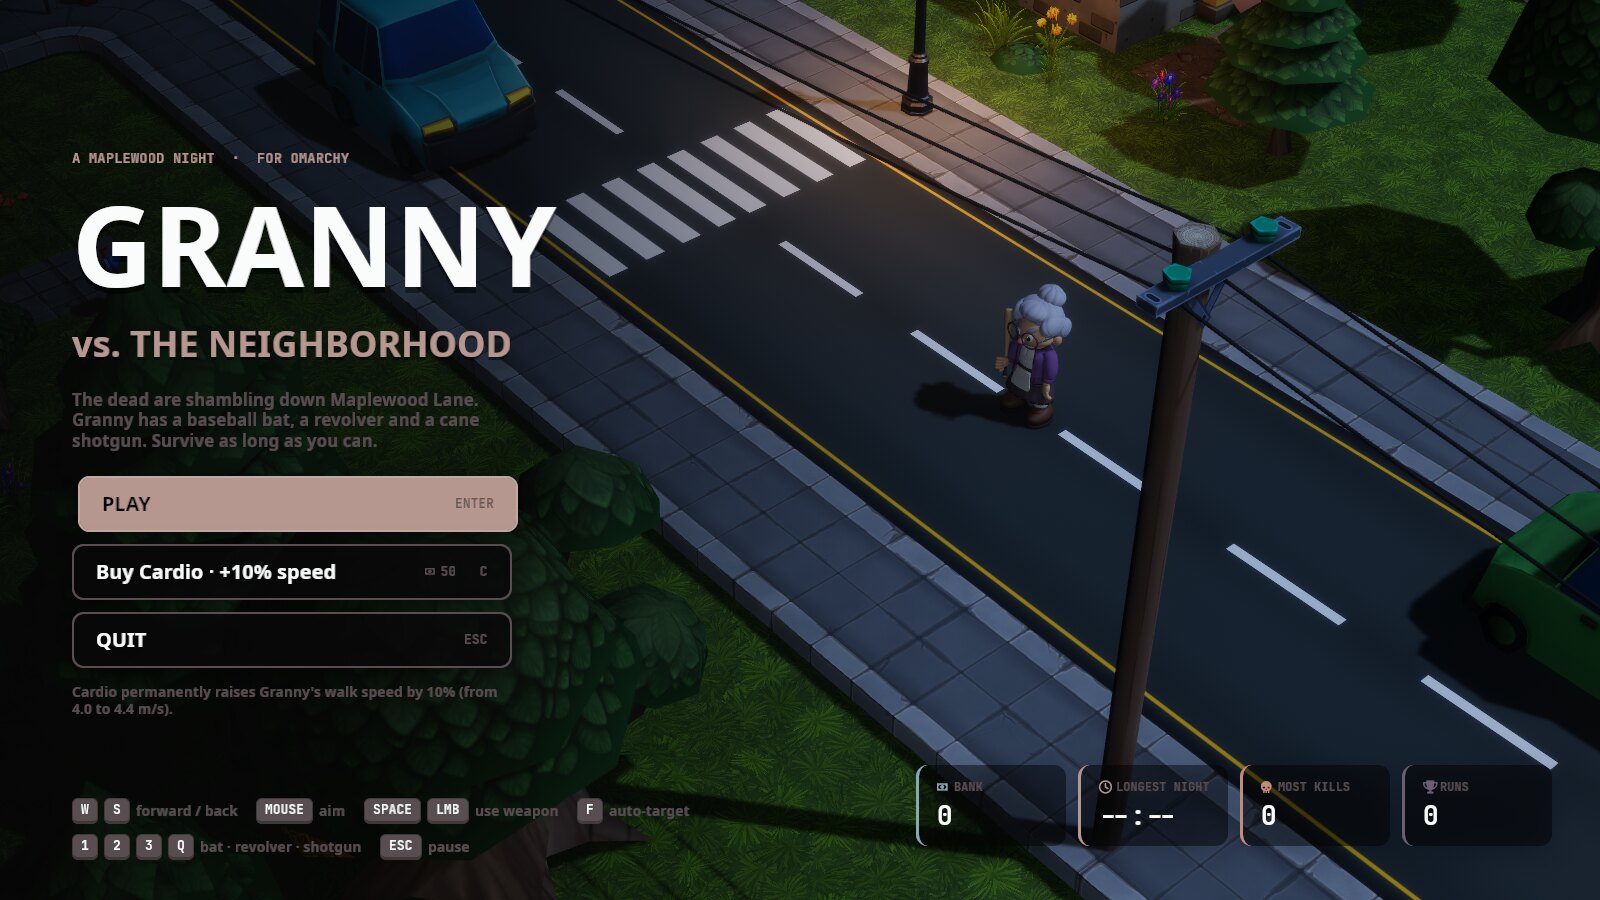 A MAPLEWOOD NIGHT · FOR OMARCHY
GRANNY
vs. THE NEIGHBORHOOD
The dead are shambling down Maplewood Lane.
Granny has a baseball bat, a revolver and a cane
shotgun. Survive as long as you can.
PLAY ENTER
Buy Cardio · +10% speed 50 C
QUIT ESC
Cardio permanently raises Granny's walk speed by 10% (from
4.0 to 4.4 m/s).
W S forward / back MOUSE aim SPACE LMB use weapon F auto-target
1 2 3 Q bat · revolver · shotgun ESC pause
BANK
0
LONGEST NIGHT
--:--
MOST KILLS
0
RUNS
0